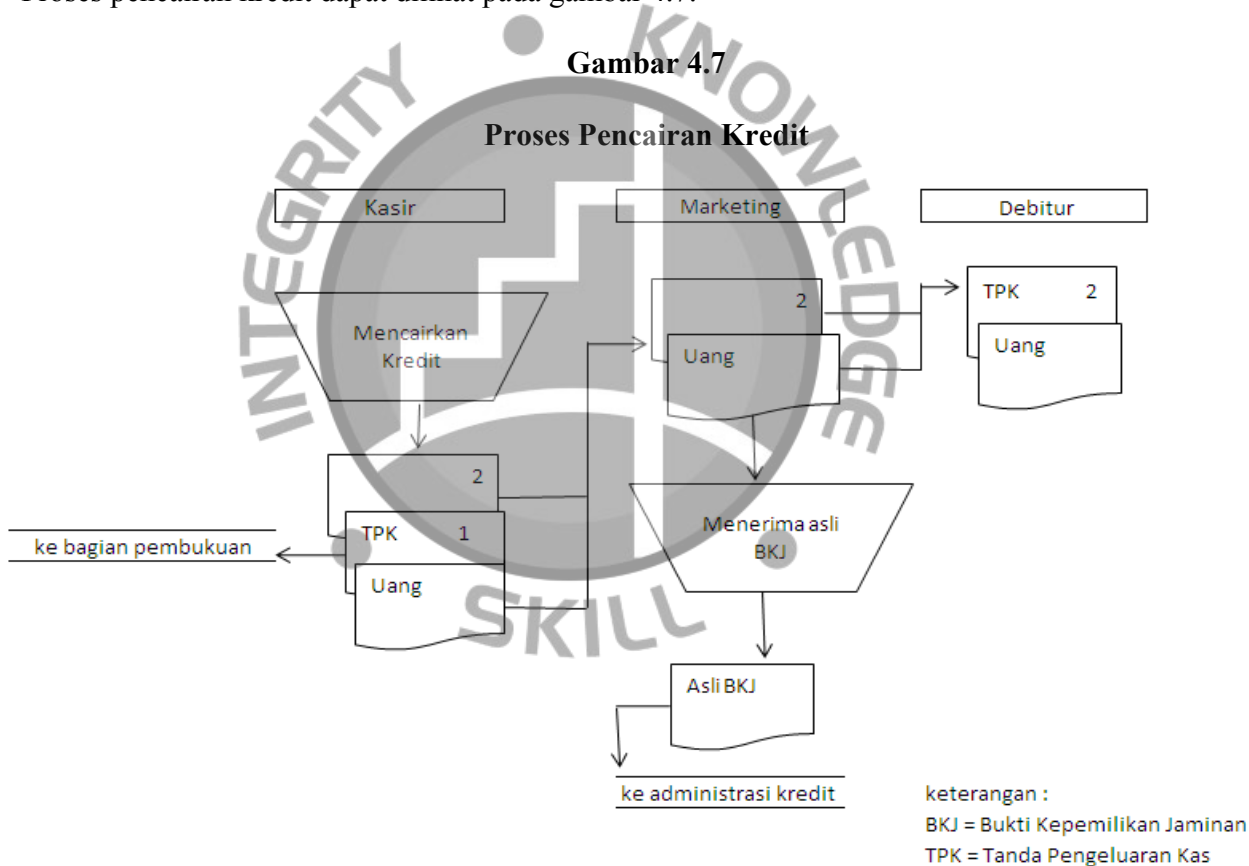 Proses pencairan kredit dapat dilihat pada gambar 4.7.
Gambar 4.7
Proses Pencairan Kredit
Kasir
Marketing
Debitur
Mencairkan
Kredit
2
TPK 1
Uang
ke bagian pembukuan
2
Uang
TPK 2
Uang
Menerima asli
BKJ
Asli BKJ
ke administrasi kredit
keterangan :
BKJ = Bukti Kepemilikan Jaminan
TPK = Tanda Pengeluaran Kas
INTEGRITY
KNOWLEDGE
SKILL